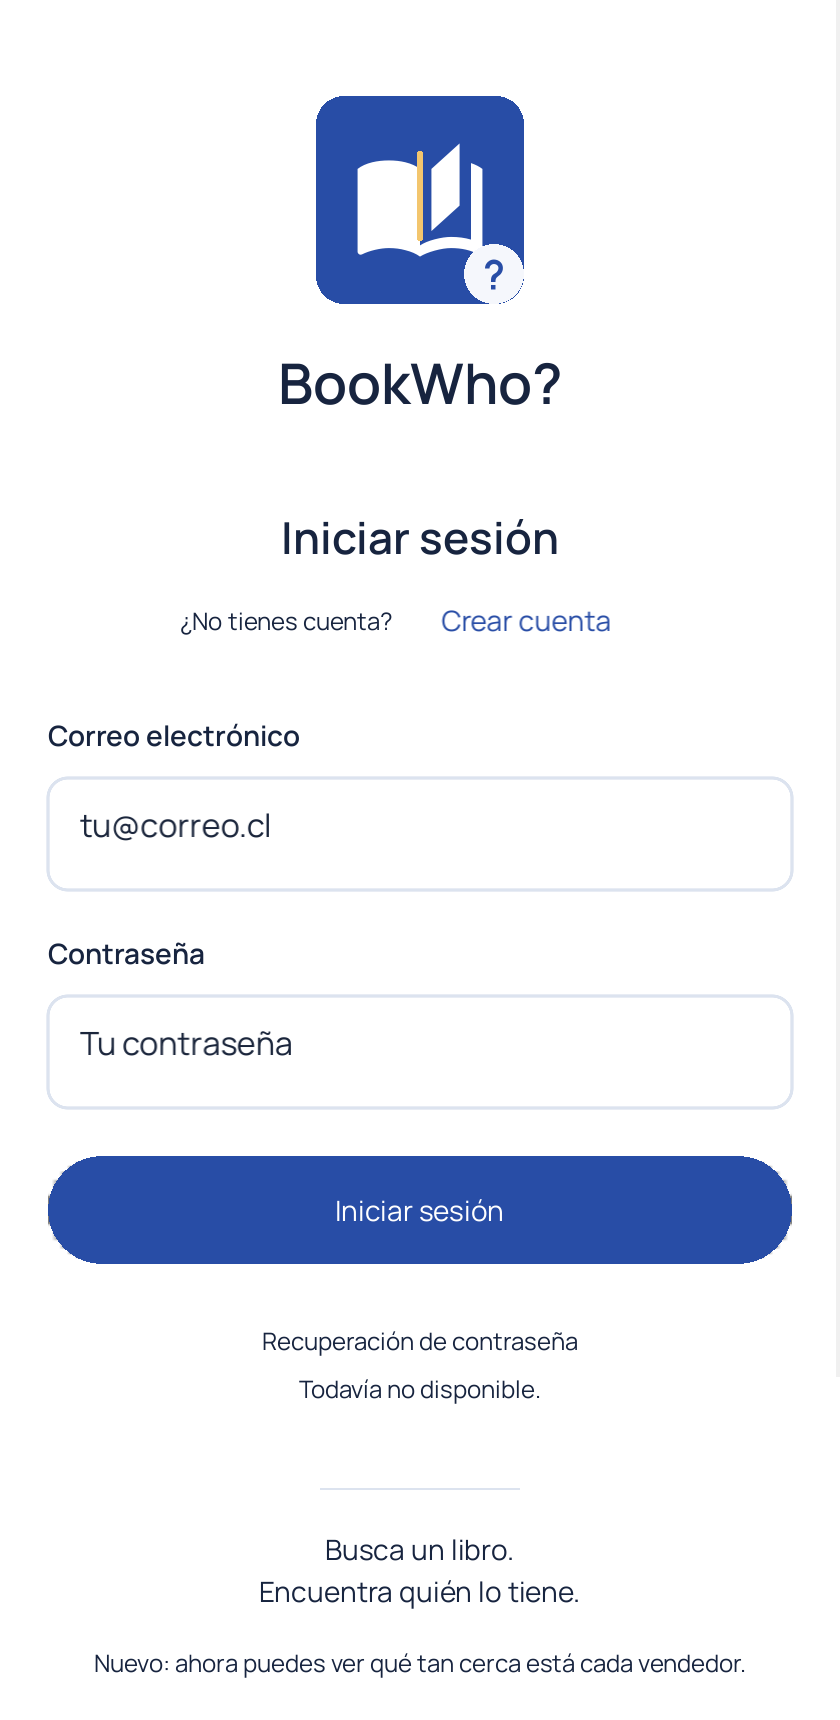 ?
BookWho?
Iniciar sesión
¿No tienes cuenta? Crear cuenta
Correo electrónico
tu@correo.cl
Contraseña
Tu contraseña
Iniciar sesión
Recuperación de contraseña
Todavía no disponible.
Busca un libro.
Encuentra quién lo tiene.
Nuevo: ahora puedes ver qué tan cerca está cada vendedor.